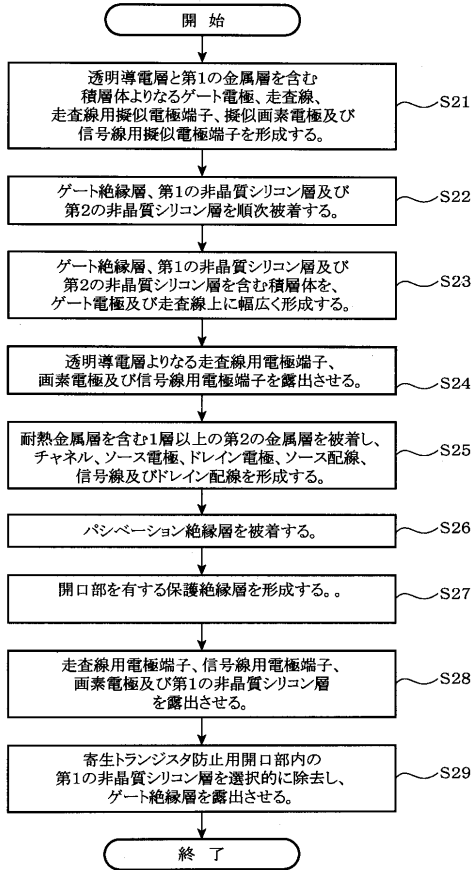 開 始
透明導電層と第1の金属層を含む
積層体よりなるゲート電極、走査線、
走査線用擬似電極端子、擬似画素電極及び
信号線用擬似電極端子を形成する。
S21
ゲート絶縁層、第1の非晶質シリコン層及び
第2の非晶質シリコン層を順次被着する。
S22
ゲート絶縁層、第1の非晶質シリコン層及び
第2の非晶質シリコン層を含む積層体を、
ゲート電極及び走査線上に幅広く形成する。
S23
透明導電層よりなる走査線用電極端子、
画素電極及び信号線用電極端子を露出させる。
S24
耐熱金属層を含む1層以上の第2の金属層を被着し、
チャネル、ソース電極、ドレイン電極、ソース配線、
信号線及びドレイン配線を形成する。
S25
パシベーション絶縁層を被着する。
S26
開口部を有する保護絶縁層を形成する。。
S27
走査線用電極端子、信号線用電極端子、
画素電極及び第1の非晶質シリコン層
を露出させる。
S28
寄生トランジスタ防止用開口部内の
第1の非晶質シリコン層を選択的に除去し、
ゲート絶縁層を露出させる。
S29
終 了